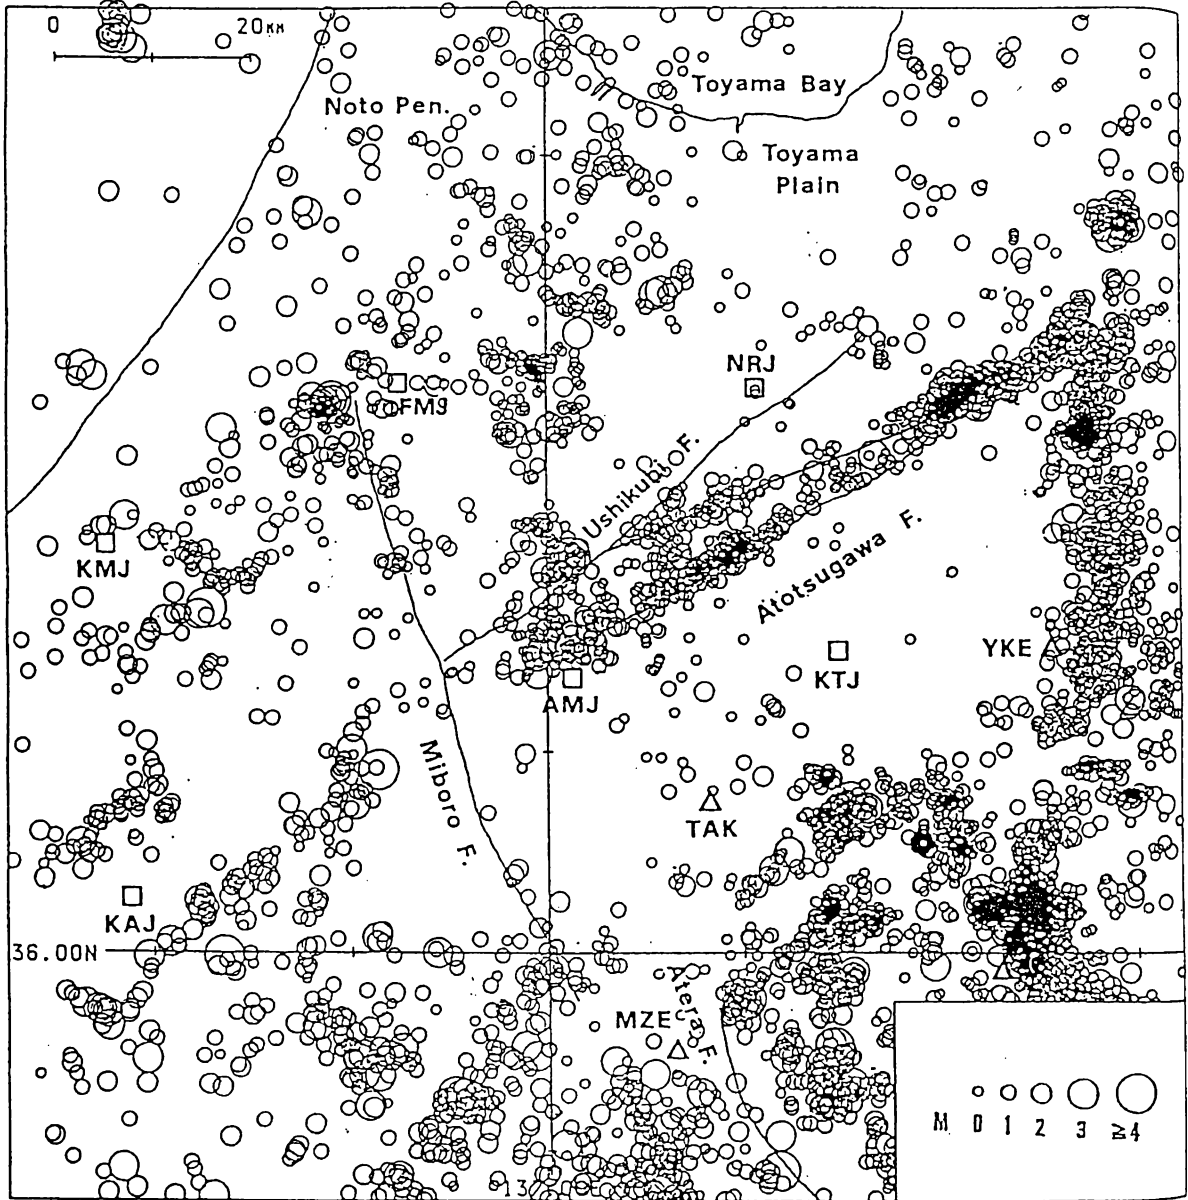 0 20KM
Toyama Bay
Noto Pen.
Toyama
Plain
NRJ
FMJ
Ushikubi F.
KMJ
Atotsugawa F.
YKE
KTJ
AMJ
Miboro F.
TAK
KAJ
36.00N
Atera F.
MZE
M 0 1 2 3 ≧4